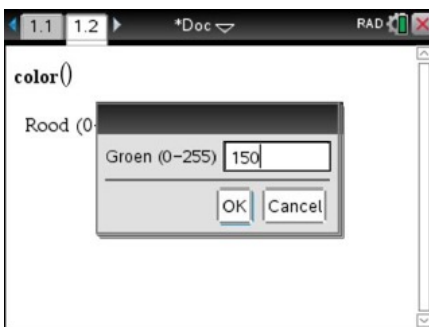 1.1 1.2 *Doc RAD
color()
Rood (0-
Groen (0-255) 150
OK Cancel